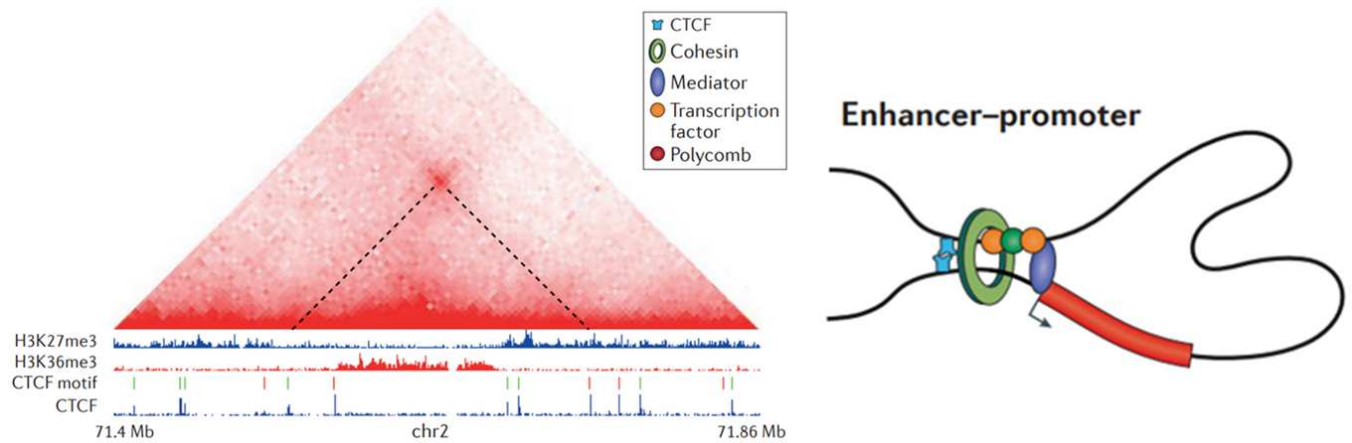 CTCF
Cohesin
Mediator
Transcription
factor
Polycomb
Enhancer–promoter
H3K27me3
H3K36me3
CTCF motif
CTCF
71.4 Mb chr2 71.86 Mb